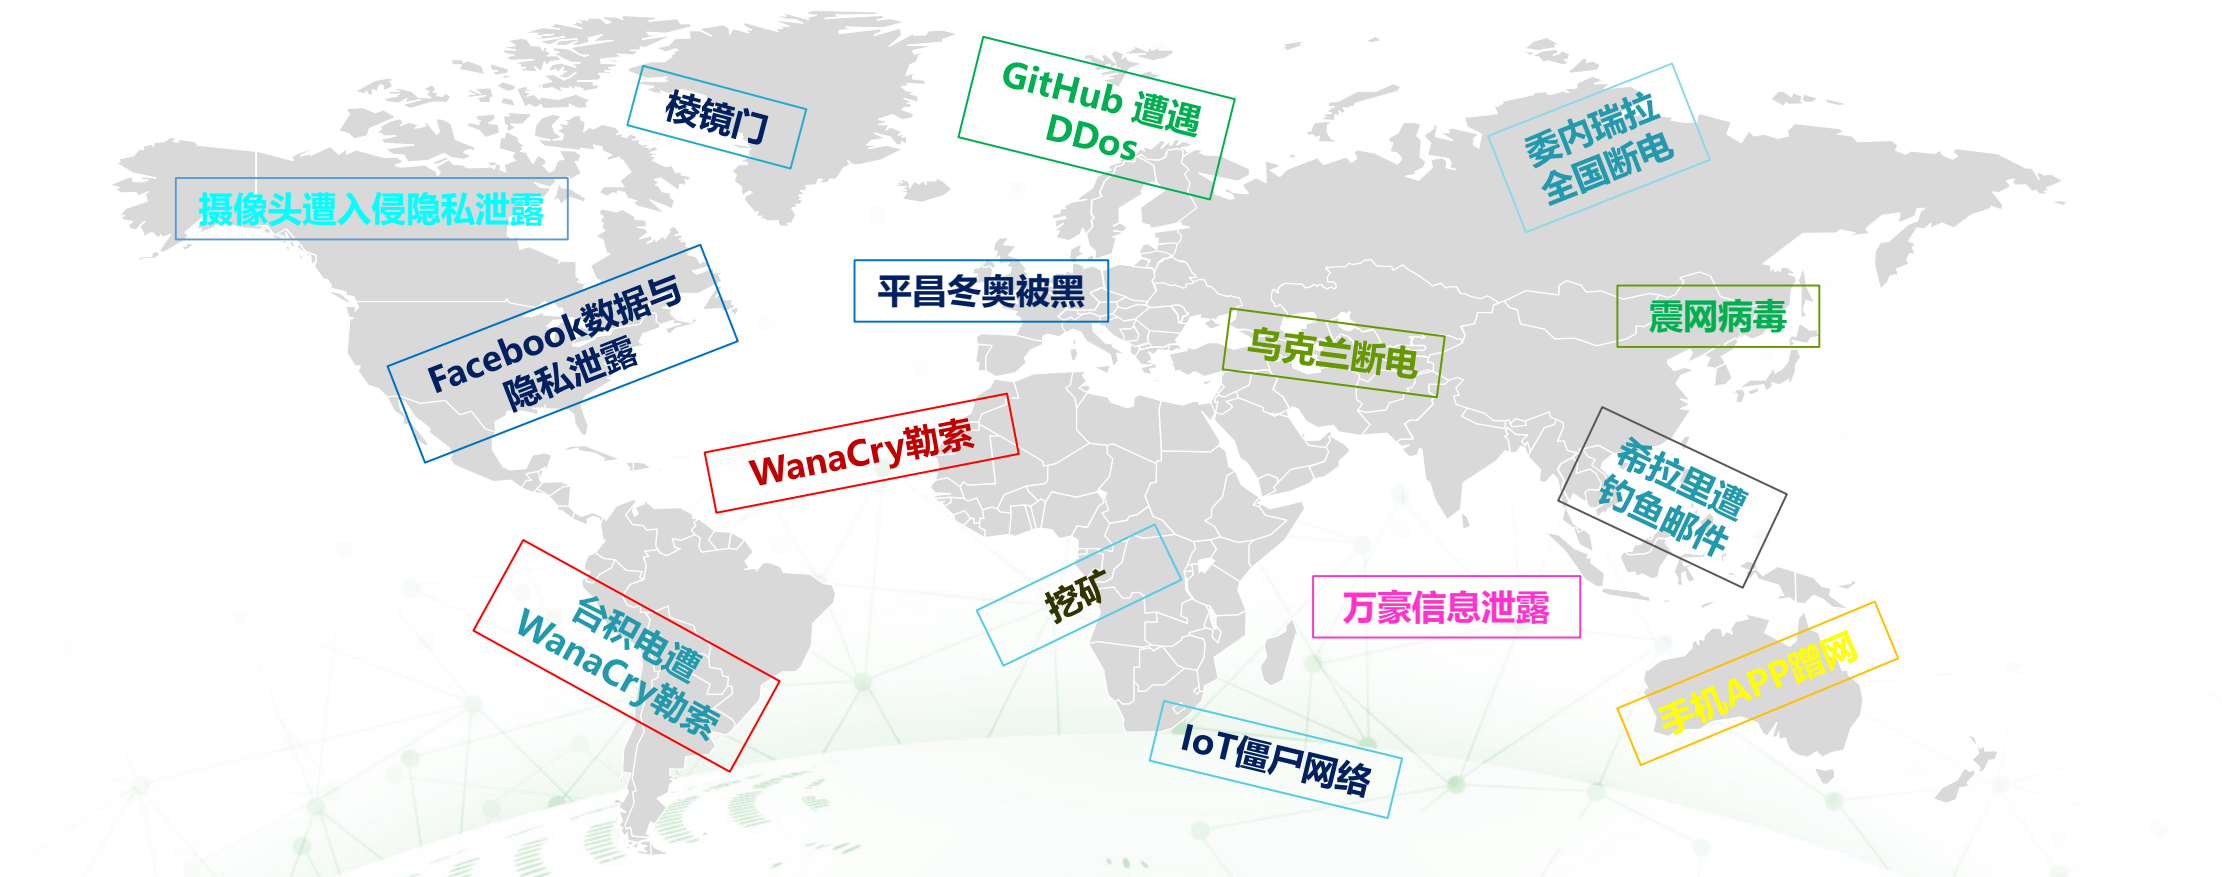 棱镜门
GitHub 遭遇
DDos
委内瑞拉
全国断电
摄像头遭入侵隐私泄露
Facebook数据与
隐私泄露
平昌冬奥被黑
乌克兰断电
震网病毒
WanaCry勒索
希拉里遭
钓鱼邮件
台积电遭
WanaCry勒索
挖矿
万豪信息泄露
手机APP蹭网
IoT僵尸网络